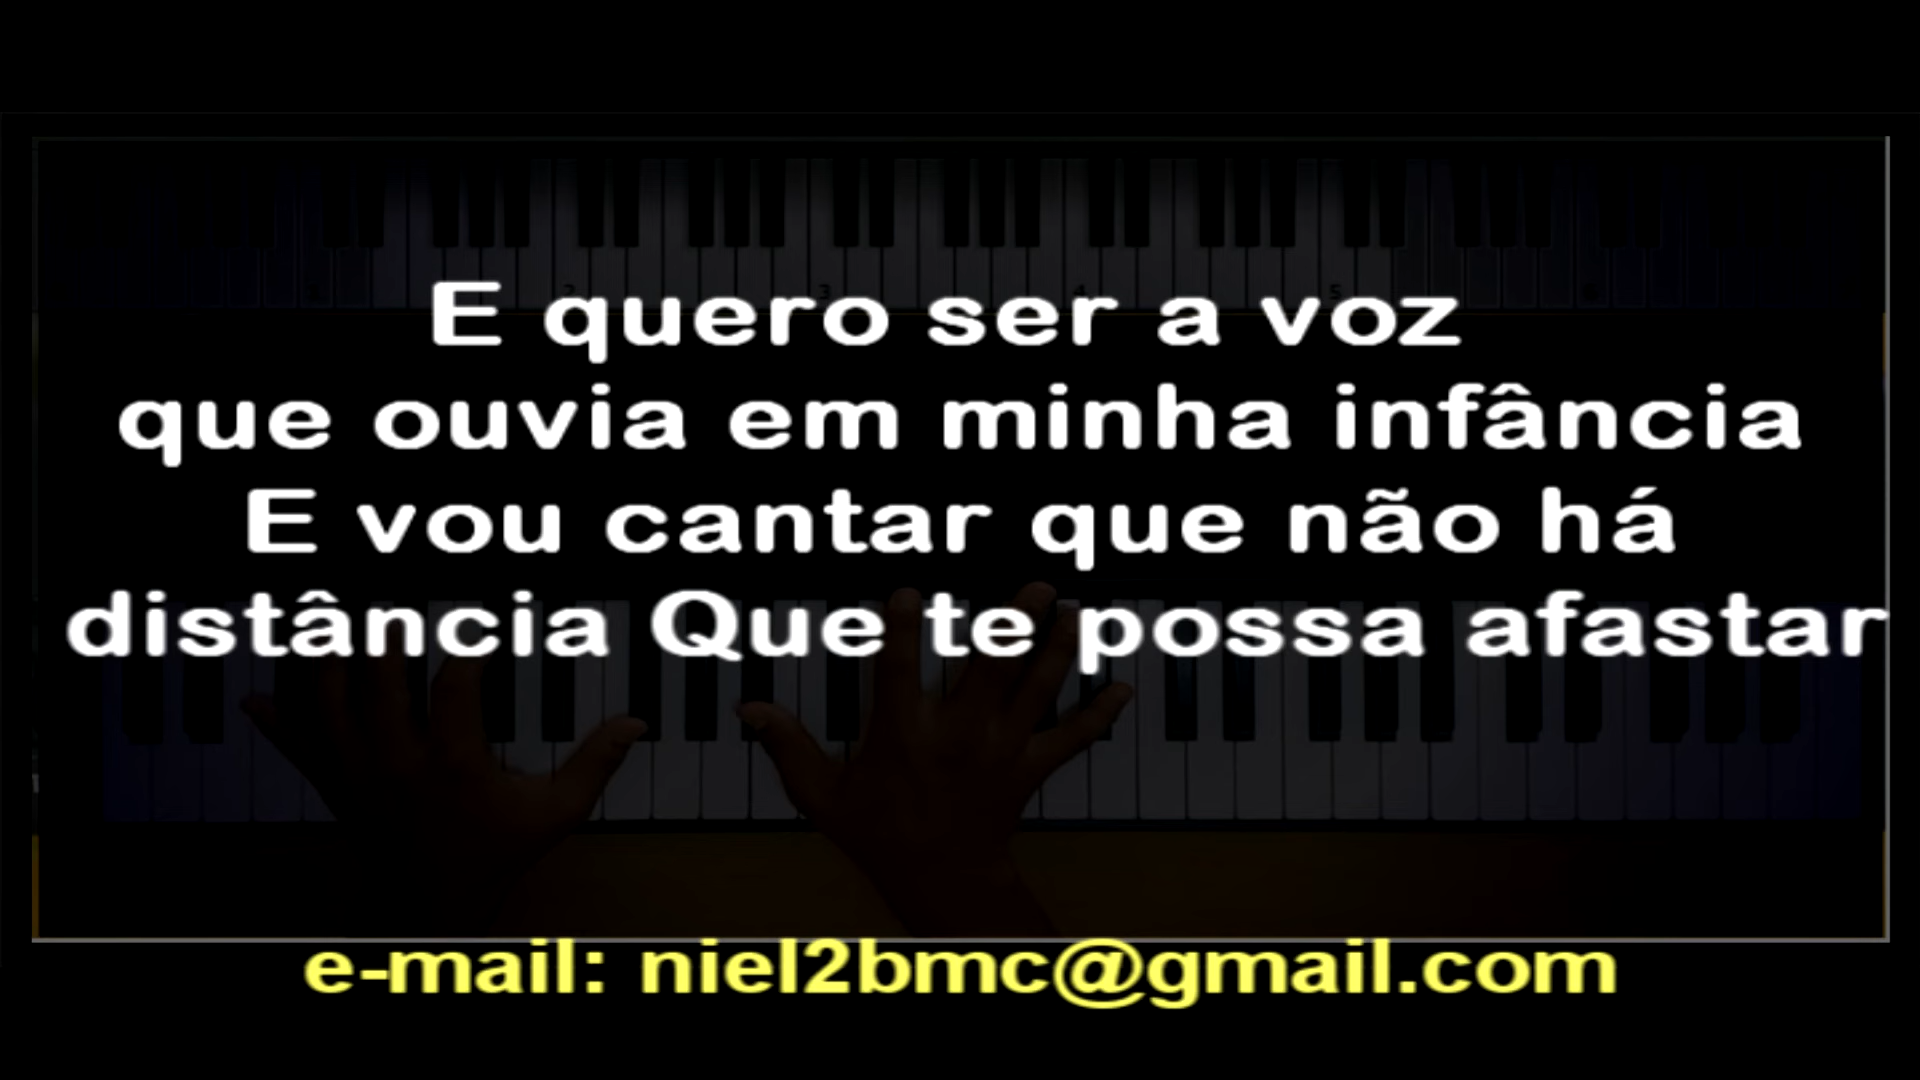 E quero ser a voz
que ouvia em minha infância
E vou cantar que não há
distância Que te possa afastar
e-mail: niel2bmc@gmail.com